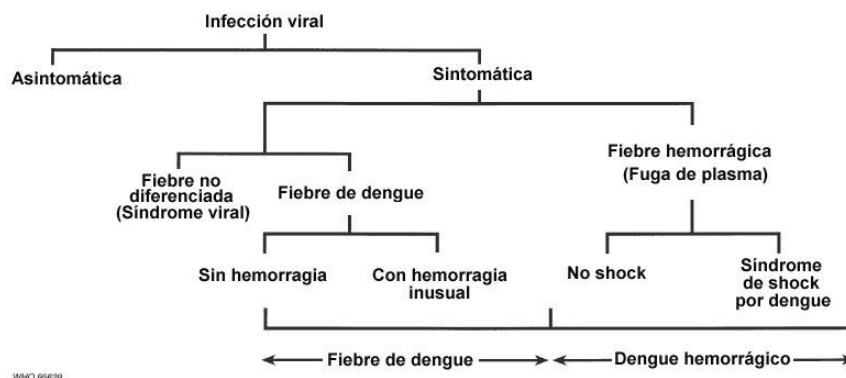 Infección viral
Asintomática
Sintomática
Fiebre no
diferenciada
(Síndrome viral)
Fiebre de dengue
Fiebre hemorrágica
(Fuga de plasma)
Sin hemorragia
Con hemorragia
inusual
No shock
Síndrome
de shock
por dengue
Fiebre de dengue
Dengue hemorrágico
WHO 95629